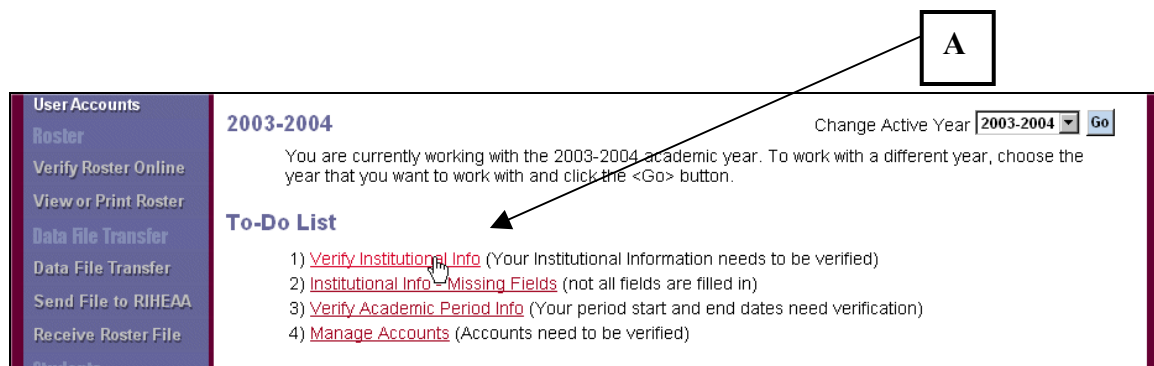 A
User Accounts
Roster
Verify Roster Online
View or Print Roster
Data File Transfer
Data File Transfer
Send File to RIHEAA
Receive Roster File
Students
2003-2004
Change Active Year 2003-2004 Go
You are currently working with the 2003-2004 academic year. To work with a different year, choose the
year that you want to work with and click the <Go> button.
To-Do List
1) Verify Institutional Info (Your Institutional Information needs to be verified)
2) Institutional Info - Missing Fields (not all fields are filled in)
3) Verify Academic Period Info (Your period start and end dates need verification)
4) Manage Accounts (Accounts need to be verified)